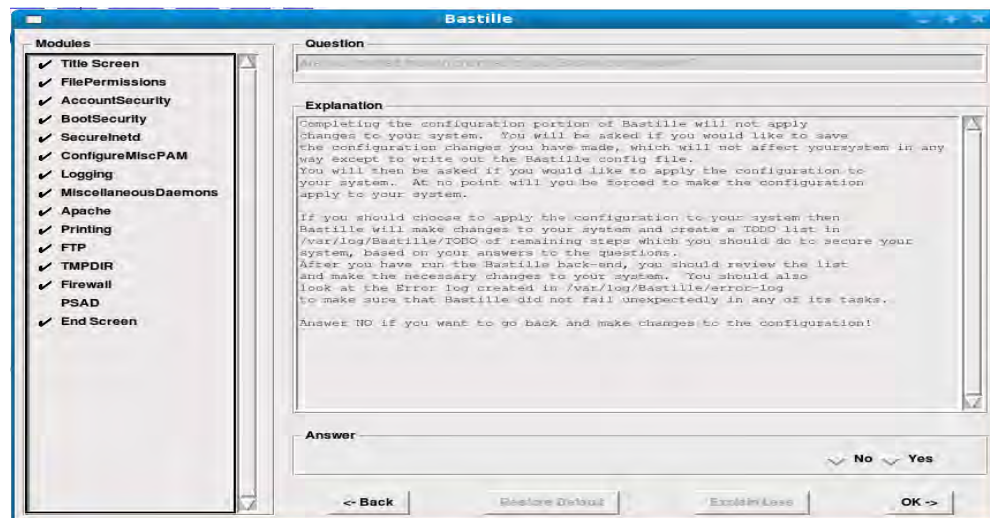 Bastille
Modules
Title Screen
FilePermissions
AccountSecurity
BootSecurity
SecureInetd
ConfigureMiscPAM
Logging
MiscellaneousDaemons
Apache
Printing
FTP
TMPDIR
Firewall
PSAD
End Screen
Question
Explanation
Completing the configuration portion of Bastille will not apply
changes to your system. You will be asked if you would like to save
the configuration changes you have made, which will not affect yoursystem in any
way except to write out the Bastille config file.
You will then be asked if you would like to apply the configuration to
your system. At no point will you be forced to make the configuration
apply to your system.
If you should choose to apply the configuration to your system then
Bastille will make changes to your system and create a TODO list in
/var/log/Bastille/TODO of remaining steps which you should do to secure your
system, based on your answers to the questions.
After you have run the Bastille back-end, you should review the list
and make the necessary changes to your system. You should also
look at the Error log created in /var/log/Bastille/error-log
to make sure that Bastille did not fail unexpectedly in any of its tasks.
Answer NO if you want to go back and make changes to the configuration!
Answer
No Yes
<- Back Restore Default Explain Less OK ->